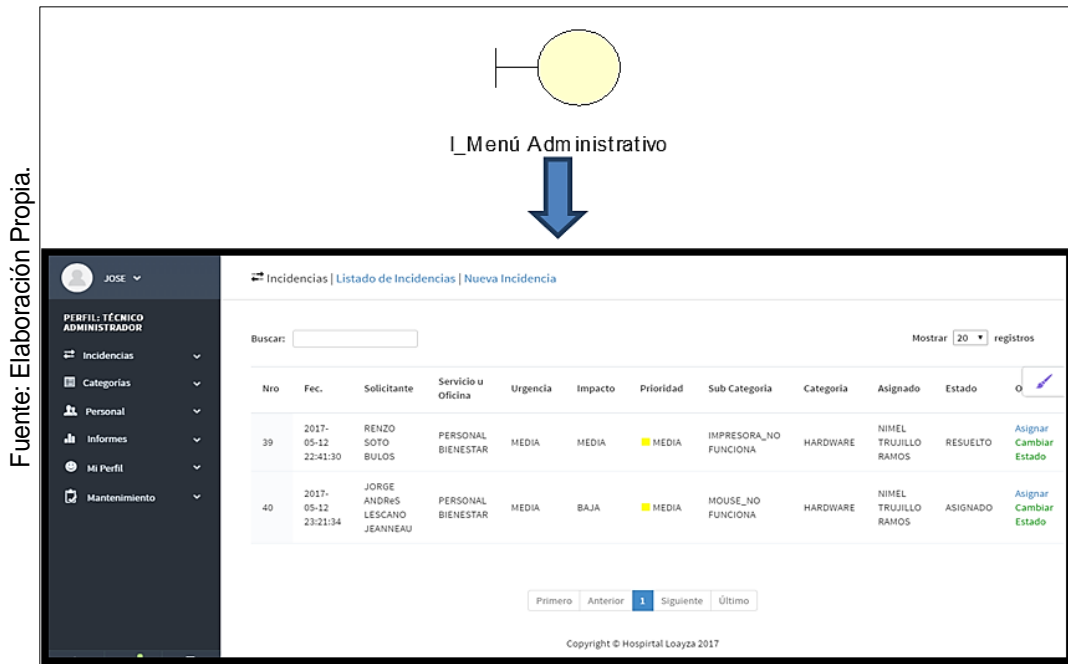 Fuente: Elaboración Propia.
I_Menú Administrativo
JOSE
PERFIL: TÉCNICO
ADMINISTRADOR
Incidencias
Categorías
Personal
Informes
Mi Perfil
Mantenimiento
Incidencias | Listado de Incidencias | Nueva Incidencia
Buscar:
Mostrar 20 registros
Nro Fec. Solicitante Servicio u Oficina Urgencia Impacto Prioridad Sub Categoria Categoria Asignado Estado
39 2017-05-12 22:41:30 RENZO SOTO BULOS PERSONAL BIENESTAR MEDIA MEDIA MEDIA IMPRESORA_NO FUNCIONA HARDWARE NIMEL TRUJILLO RAMOS RESUELTO Asignar Cambiar Estado
40 2017-05-12 23:21:34 JORGE ANDReS LESCANO JEANNEAU PERSONAL BIENESTAR MEDIA BAJA MEDIA MOUSE_NO FUNCIONA HARDWARE NIMEL TRUJILLO RAMOS ASIGNADO Asignar Cambiar Estado
Primero Anterior 1 Siguiente Último
Copyright © Hospirtal Loayza 2017